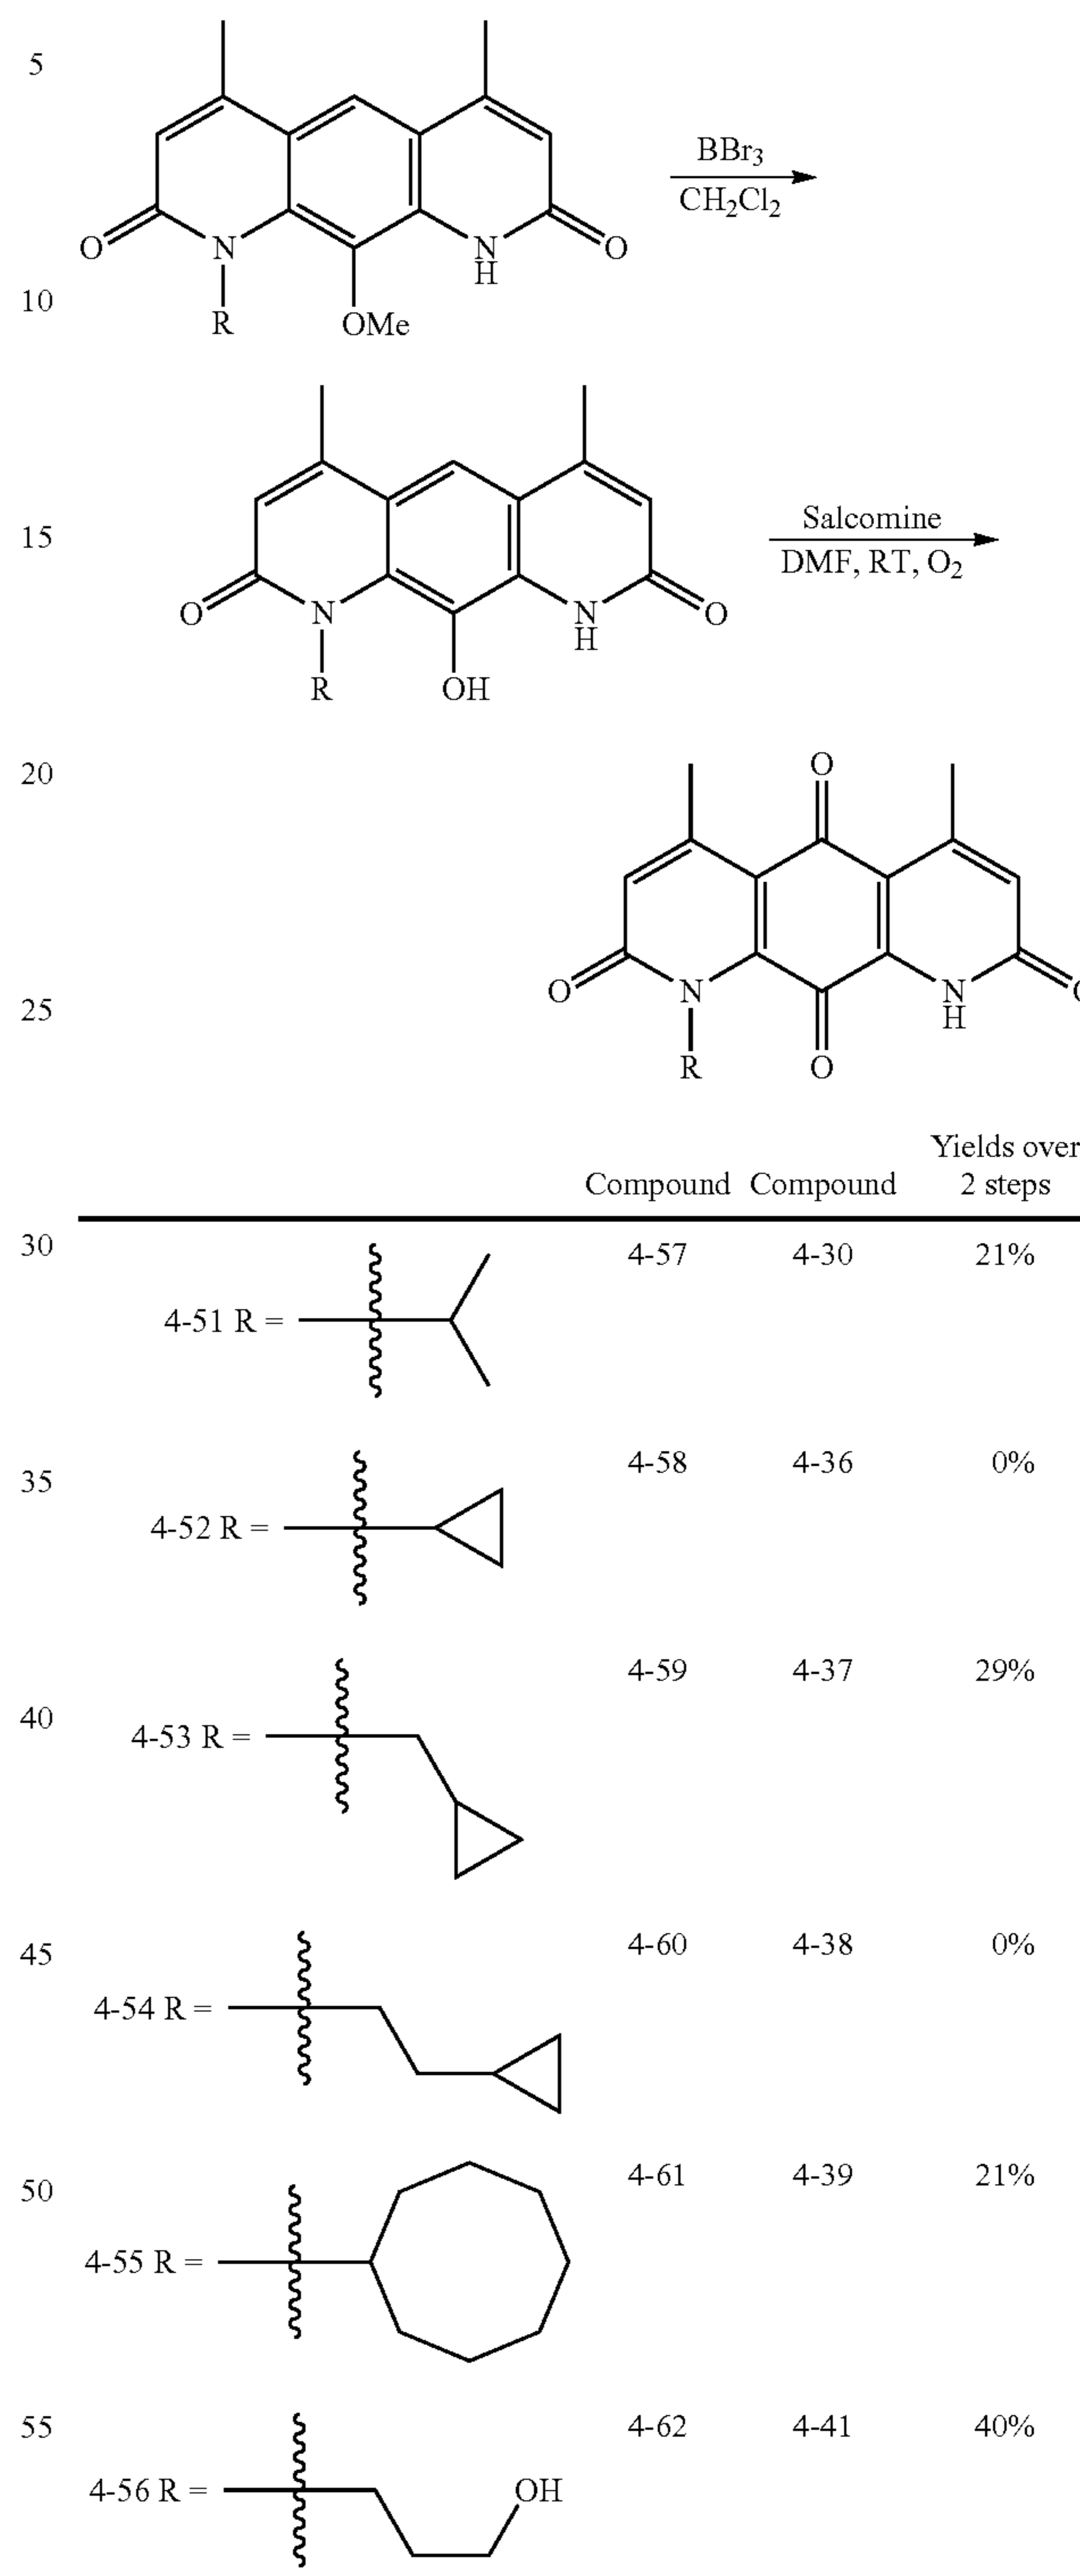 5
BBr3
CH2Cl2
O N N H O
10
R OMe
15
Salcomine
DMF, RT, O2
O N N H O
R OH
20
O
25
O N N H O
R O
Yields over
Compound Compound 2 steps
30
4-57 4-30 21%
4-51 R =
35
4-58 4-36 0%
4-52 R =
4-59 4-37 29%
40
4-53 R =
45
4-60 4-38 0%
4-54 R =
50
4-61 4-39 21%
4-55 R =
55
4-62 4-41 40%
4-56 R = OH